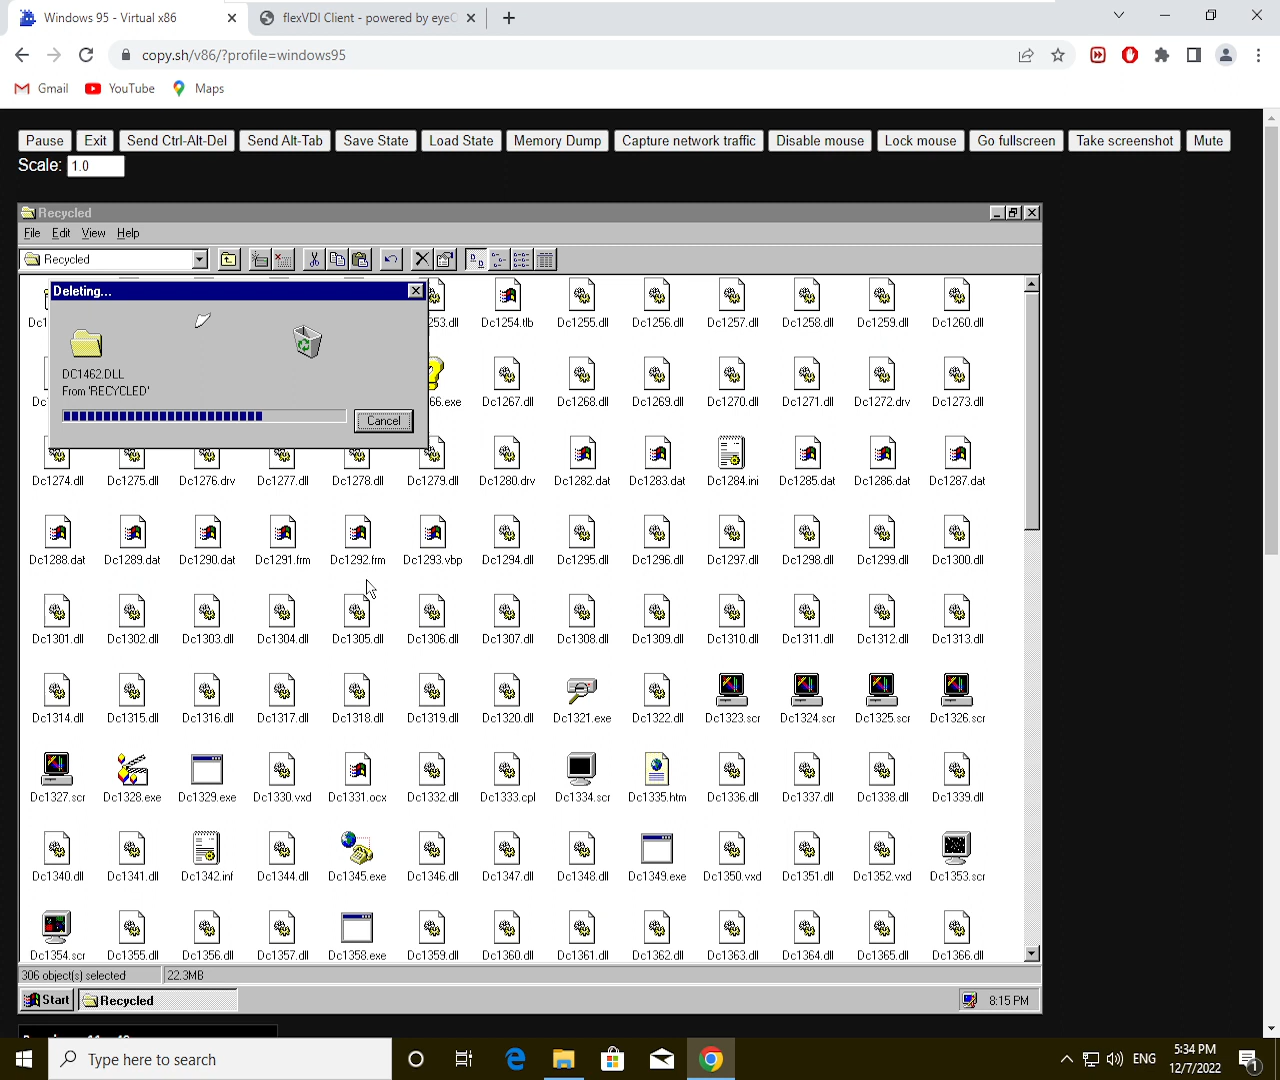 Windows 95 - Virtual x86
flexVDI Client - powered by eye
copy.sh/v86/?profile=windows95
Gmail YouTube Maps
Pause Exit Send Ctrl-Alt-Del Send Alt-Tab Save State Load State Memory Dump Capture network traffic Disable mouse Lock mouse Go fullscreen Take screenshot Mute
Scale: 1.0
Recycled
File Edit View Help
Recycled
Deleting...
DC1462.DLL
From 'RECYCLED'
Cancel
Dc1 253.dll Dc1254.tlb Dc1255.dll Dc1256.dll Dc1257.dll Dc1258.dll Dc1259.dll Dc1260.dll
Dc 66.exe Dc1267.dll Dc1268.dll Dc1269.dll Dc1270.dll Dc1271.dll Dc1272.drv Dc1273.dll
Dc1274.dll Dc1275.dll Dc1276.drv Dc1277.dll Dc1278.dll Dc1279.dll Dc1280.drv Dc1282.dat Dc1283.dat Dc1284.ini Dc1285.dat Dc1286.dat Dc1287.dat
Dc1288.dat Dc1289.dat Dc1290.dat Dc1291.frm Dc1292.frm Dc1293.vbp Dc1294.dll Dc1295.dll Dc1296.dll Dc1297.dll Dc1298.dll Dc1299.dll Dc1300.dll
Dc1301.dll Dc1302.dll Dc1303.dll Dc1304.dll Dc1305.dll Dc1306.dll Dc1307.dll Dc1308.dll Dc1309.dll Dc1310.dll Dc1311.dll Dc1312.dll Dc1313.dll
Dc1314.dll Dc1315.dll Dc1316.dll Dc1317.dll Dc1318.dll Dc1319.dll Dc1320.dll Dc1321.exe Dc1322.dll Dc1323.scr Dc1324.scr Dc1325.scr Dc1326.scr
Dc1327.scr Dc1328.exe Dc1329.exe Dc1330.vxd Dc1331.ocx Dc1332.dll Dc1333.cpl Dc1334.scr Dc1335.htm Dc1336.dll Dc1337.dll Dc1338.dll Dc1339.dll
Dc1340.dll Dc1341.dll Dc1342.inf Dc1344.dll Dc1345.exe Dc1346.dll Dc1347.dll Dc1348.dll Dc1349.exe Dc1350.vxd Dc1351.dll Dc1352.vxd Dc1353.scr
Dc1354.scr Dc1355.dll Dc1356.dll Dc1357.dll Dc1358.exe Dc1359.dll Dc1360.dll Dc1361.dll Dc1362.dll Dc1363.dll Dc1364.dll Dc1365.dll Dc1366.dll
306 object(s) selected 22.3MB
Start Recycled 8:15 PM
Type here to search
ENG
5:34 PM
12/7/2022
1